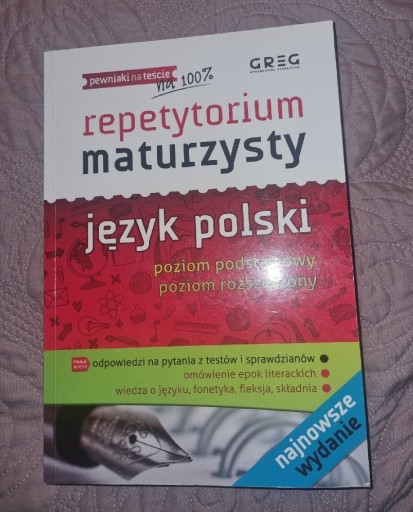 pewniaki na teście
na 100%
GREG
repetytorium
maturzysty
język polski
poziom podstawowy
poziom rozszerzony
odpowiedzi na pytania z testów i sprawdzianów
omówienie epok literackich
wiedza o języku, fonetyka, fleksja, składnia
najnowsze
wydanie